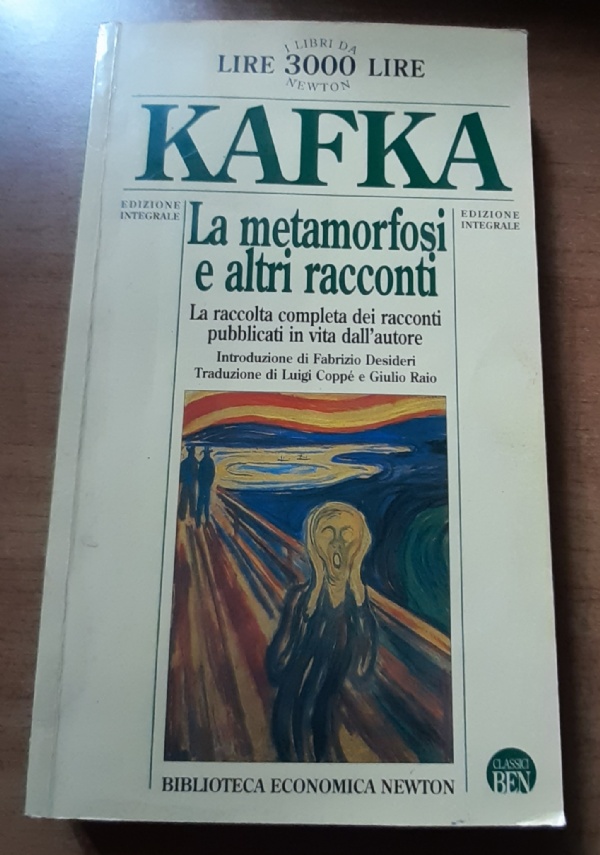 I LIBRI DA
LIRE 3000 LIRE
NEWTON
KAFKA
EDIZIONE
INTEGRALE
EDIZIONE
INTEGRALE
La metamorfosi
e altri racconti
La raccolta completa dei racconti
pubblicati in vita dall'autore
Introduzione di Fabrizio Desideri
Traduzione di Luigi Coppé e Giulio Raio
BIBLIOTECA ECONOMICA NEWTON
CLASSICI
BEN